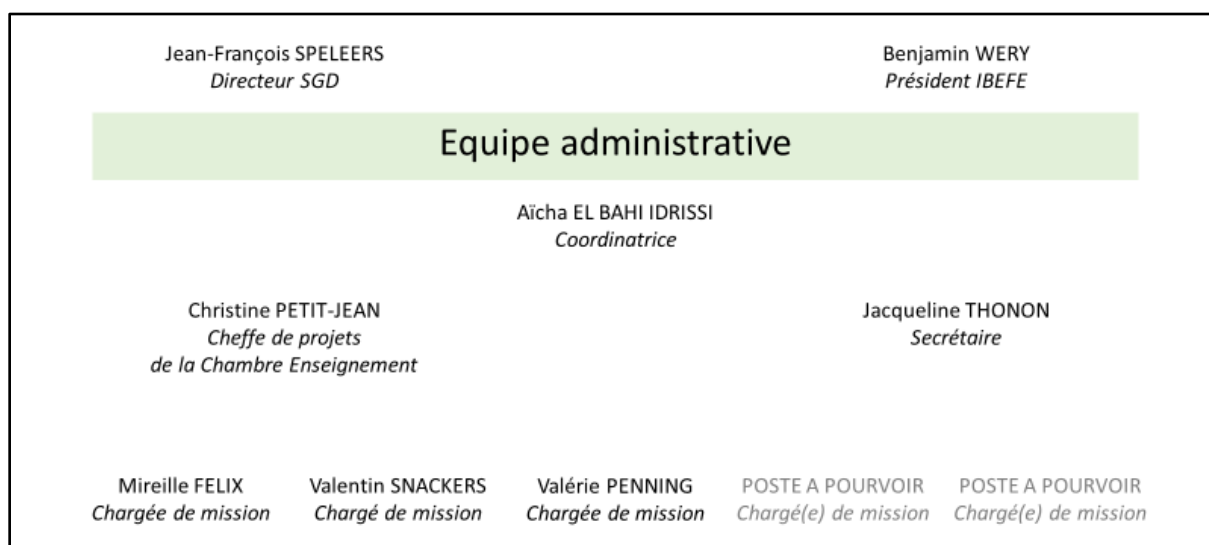 Jean-François SPELEERS
Directeur SGD
Benjamin WERY
Président IBEFE
Equipe administrative
Aïcha EL BAHI IDRISSI
Coordinatrice
Christine PETIT-JEAN
Cheffe de projets
de la Chambre Enseignement
Jacqueline THONON
Secrétaire
Mireille FELIX
Chargée de mission
Valentin SNACKERS
Chargé de mission
Valérie PENNING
Chargée de mission
POSTE A POURVOIR
Chargé(e) de mission
POSTE A POURVOIR
Chargé(e) de mission